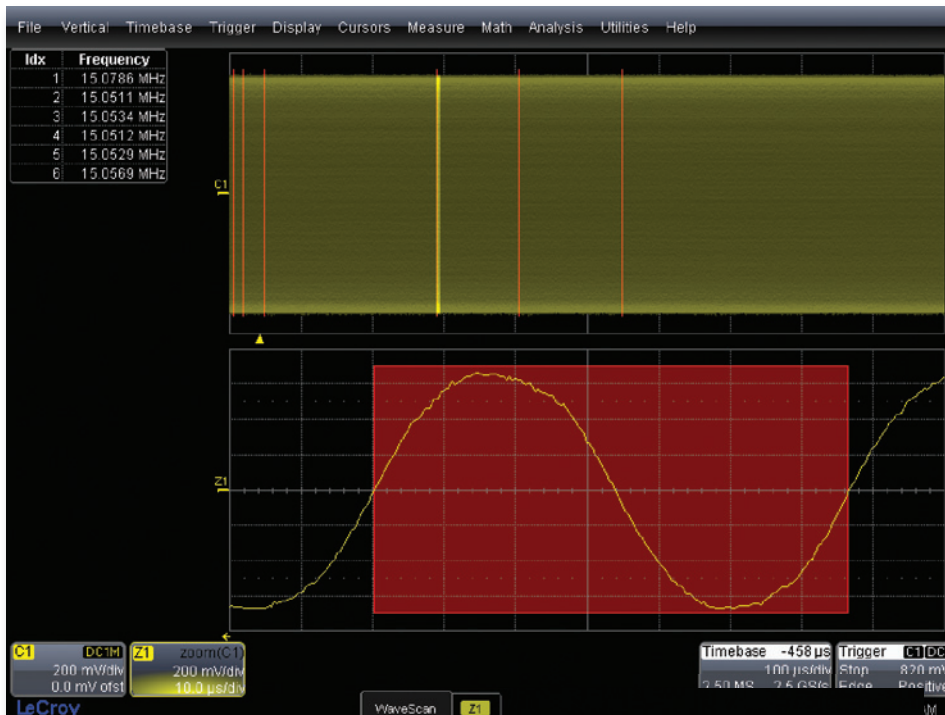 File Vertical Timebase Trigger Display Cursors Measure Math Analysis Utilities Help
Idx Frequency
1 15.0786 MHz
2 15.0511 MHz
3 15.0534 MHz
4 15.0512 MHz
5 15.0529 MHz
6 15.0569 MHz
C1
Z1
C1 DC1M
200 mV/div
0.0 mV ofst
Z1 zoom(C1)
200 mV/div
10.0 µs/div
Timebase -458 µs
100 µs/div
2.50 MS 2.5 GS/s
Trigger C1 DC
Stop 820 mV
Edge Positive
LeCroy
WaveScan Z1